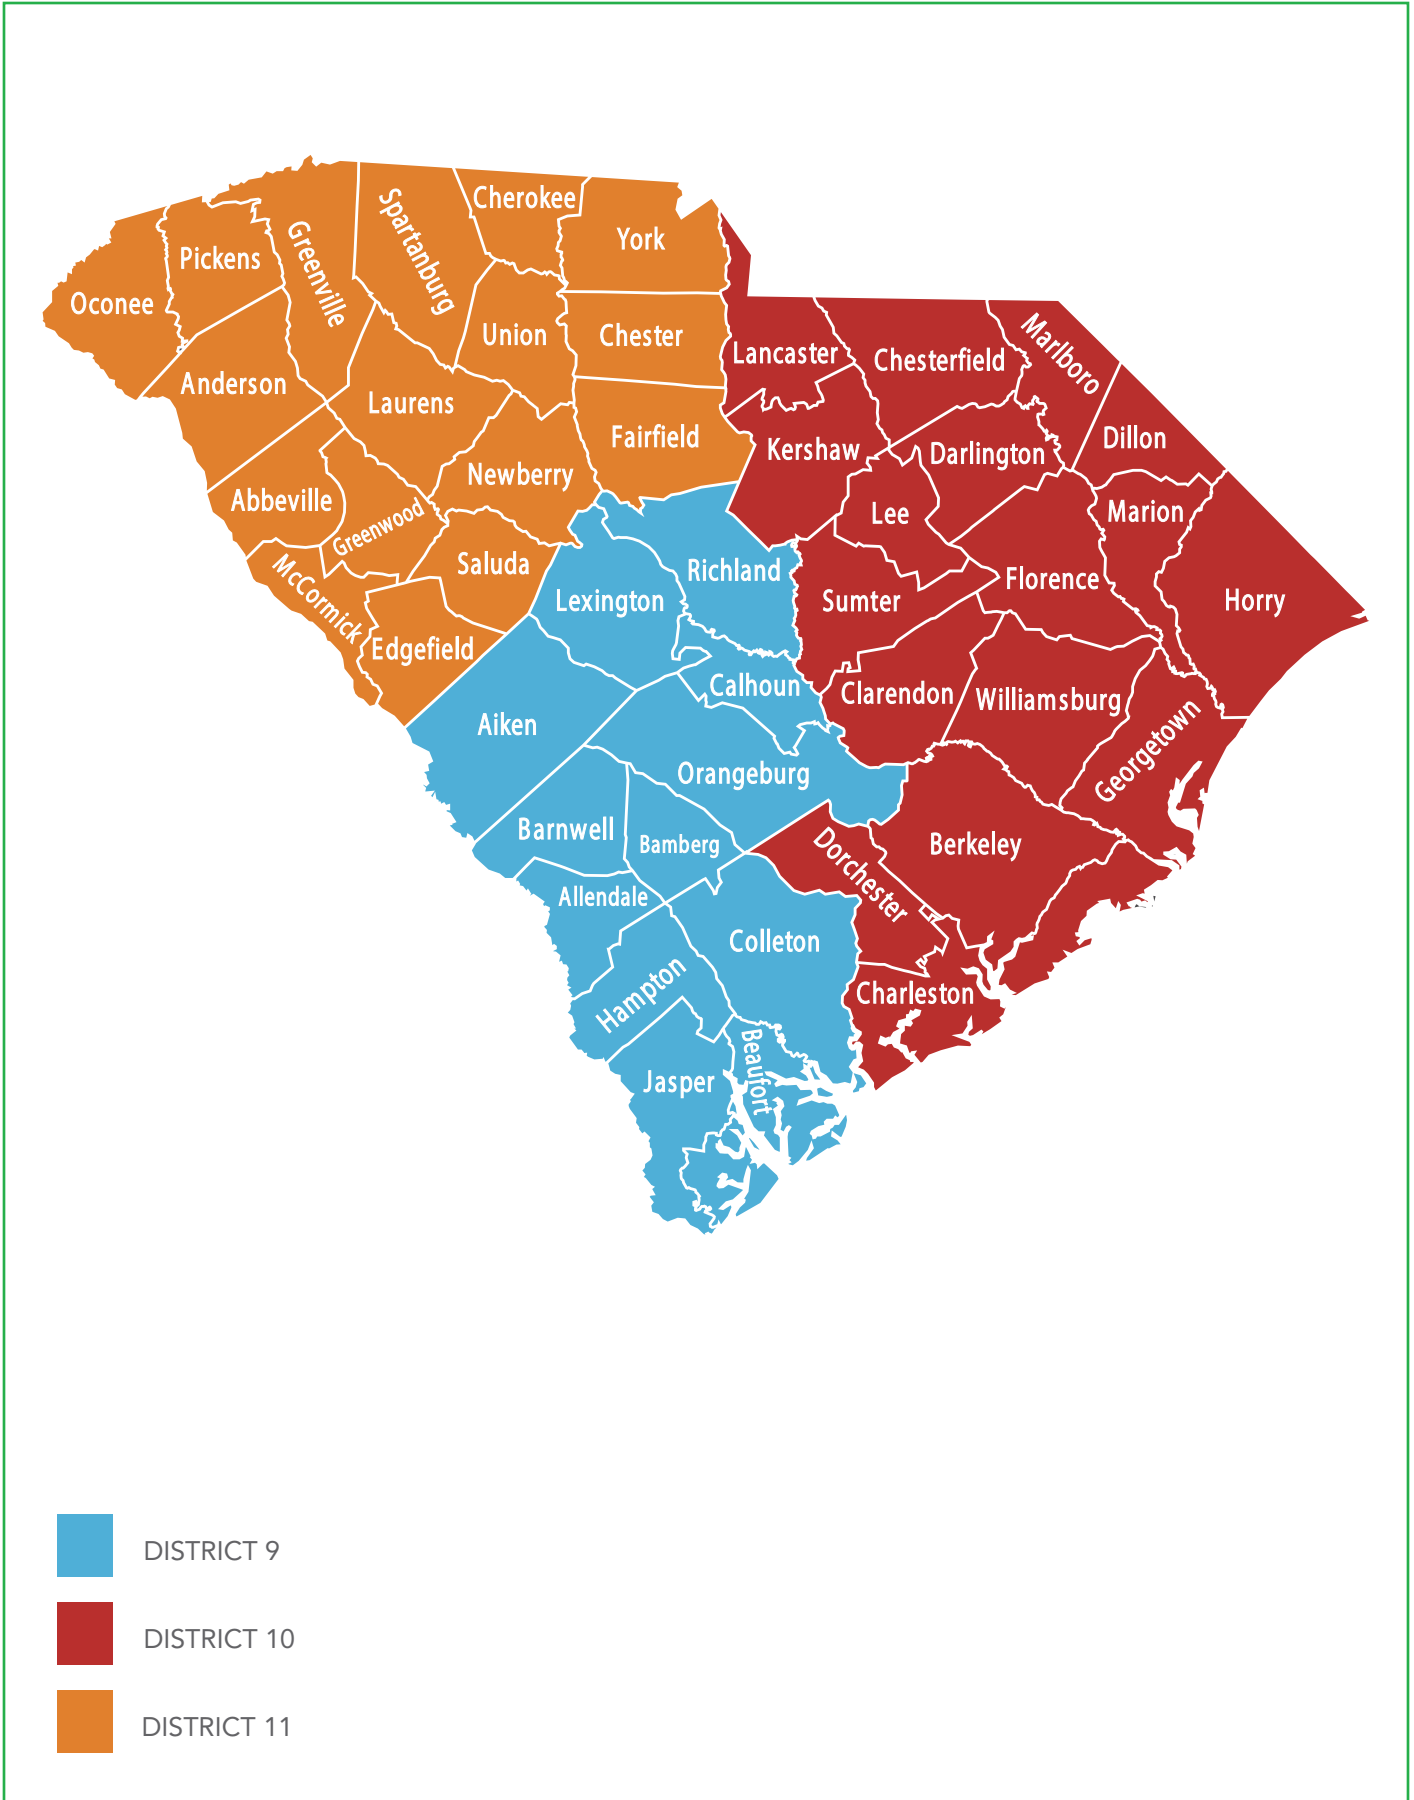 Cherokee
Spartanburg
York
Pickens
Greenville
Oconee
Union
Chester
Lancaster
Chesterfield
Marlboro
Anderson
Laurens
Fairfield
Kershaw
Darlington
Dillon
Newberry
Abbeville
Greenwood
Lee
Marion
Saluda
Richland
McCormick
Lexington
Sumter
Florence
Horry
Edgefield
Calhoun
Clarendon
Williamsburg
Aiken
Georgetown
Orangeburg
Barnwell
Bamberg
Dorchester
Berkeley
Allendale
Colleton
Hampton
Charleston
Beaufort
Jasper
DISTRICT 9
DISTRICT 10
DISTRICT 11